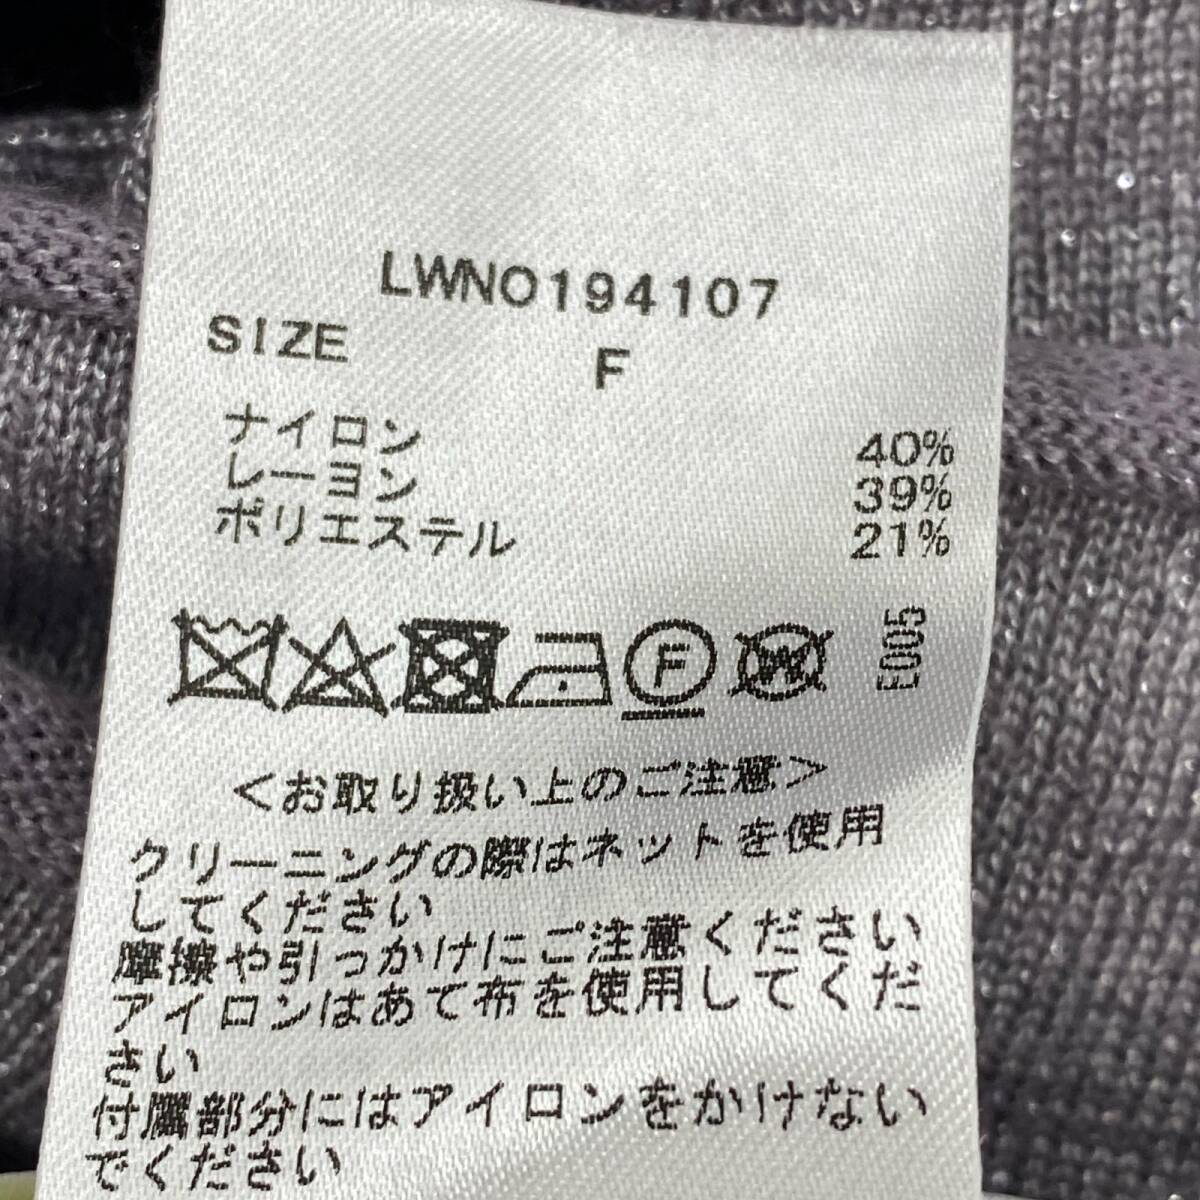 LWNO194107
SIZE F
ナイロン 40%
レーヨン 39%
ポリエステル 21%
F W E005
<お取り扱い上のご注意>
クリーニングの際はネットを使用
してください
摩擦や引っかけにご注意ください
アイロンはあて布を使用してくだ
さい
付属部分にはアイロンをかけない
でください